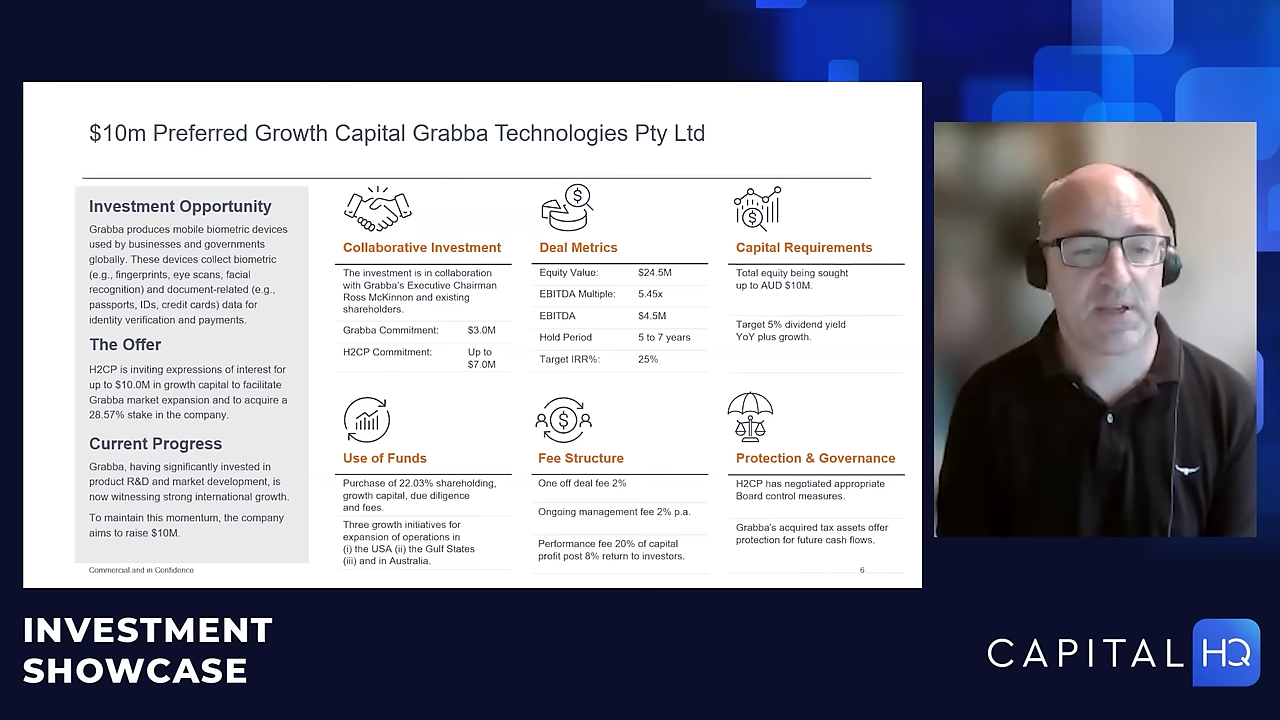 $10m Preferred Growth Capital Grabba Technologies Pty Ltd
Investment Opportunity
Grabba produces mobile biometric devices
used by businesses and governments
globally. These devices collect biometric
(e.g., fingerprints, eye scans, facial
recognition) and document-related (e.g.,
passports, IDs, credit cards) data for
identity verification and payments.
The Offer
H2CP is inviting expressions of interest for
up to $10.0M in growth capital to facilitate
Grabba market expansion and to acquire a
28.57% stake in the company.
Current Progress
Grabba, having significantly invested in
product R&D and market development, is
now witnessing strong international growth.
To maintain this momentum, the company
aims to raise $10M.
Collaborative Investment
The investment is in collaboration
with Grabba's Executive Chairman
Ross McKinnon and existing
shareholders.
Grabba Commitment: $3.0M
H2CP Commitment: Up to
$7.0M
Deal Metrics
Equity Value: $24.5M
EBITDA Multiple: 5.45x
EBITDA $4.5M
Hold Period 5 to 7 years
Target IRR%: 25%
Capital Requirements
Total equity being sought
up to AUD $10M.
Target 5% dividend yield
YoY plus growth.
Use of Funds
Purchase of 22.03% shareholding,
growth capital, due diligence
and fees.
Three growth initiatives for
expansion of operations in
(i) the USA (ii) the Gulf States
(iii) and in Australia.
Fee Structure
One off deal fee 2%
Ongoing management fee 2% p.a.
Performance fee 20% of capital
profit post 8% return to investors.
Protection & Governance
H2CP has negotiated appropriate
Board control measures.
Grabba's acquired tax assets offer
protection for future cash flows.
Commercial and in Confidence
6
INVESTMENT
SHOWCASE
CAPITAL HQ